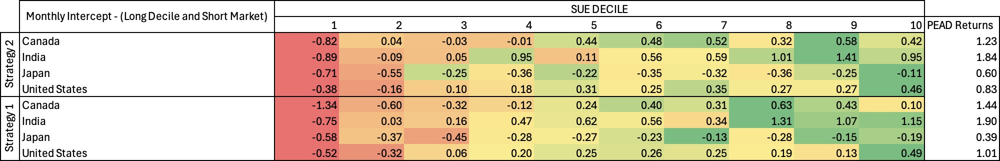 Monthly Intercept - (Long Decile and Short Market) SUE DECILE
1 2 3 4 5 6 7 8 9 10 PEAD Returns
Strategy 2
Canada -0.82 0.04 -0.03 -0.01 0.44 0.48 0.52 0.32 0.58 0.42 1.23
India -0.89 -0.09 0.05 0.95 0.11 0.56 0.59 1.01 1.41 0.95 1.84
Japan -0.71 -0.55 -0.25 -0.36 -0.22 -0.35 -0.32 -0.36 -0.25 -0.11 0.60
United States -0.38 -0.16 0.10 0.18 0.31 0.25 0.35 0.27 0.27 0.46 0.83
Strategy 1
Canada -1.34 -0.60 -0.32 -0.12 0.24 0.40 0.31 0.63 0.43 0.10 1.44
India -0.75 0.03 0.16 0.47 0.62 0.56 0.34 1.31 1.07 1.15 1.90
Japan -0.58 -0.37 -0.45 -0.28 -0.27 -0.23 -0.13 -0.28 -0.15 -0.19 0.39
United States -0.52 -0.32 0.06 0.20 0.25 0.26 0.25 0.19 0.13 0.49 1.01